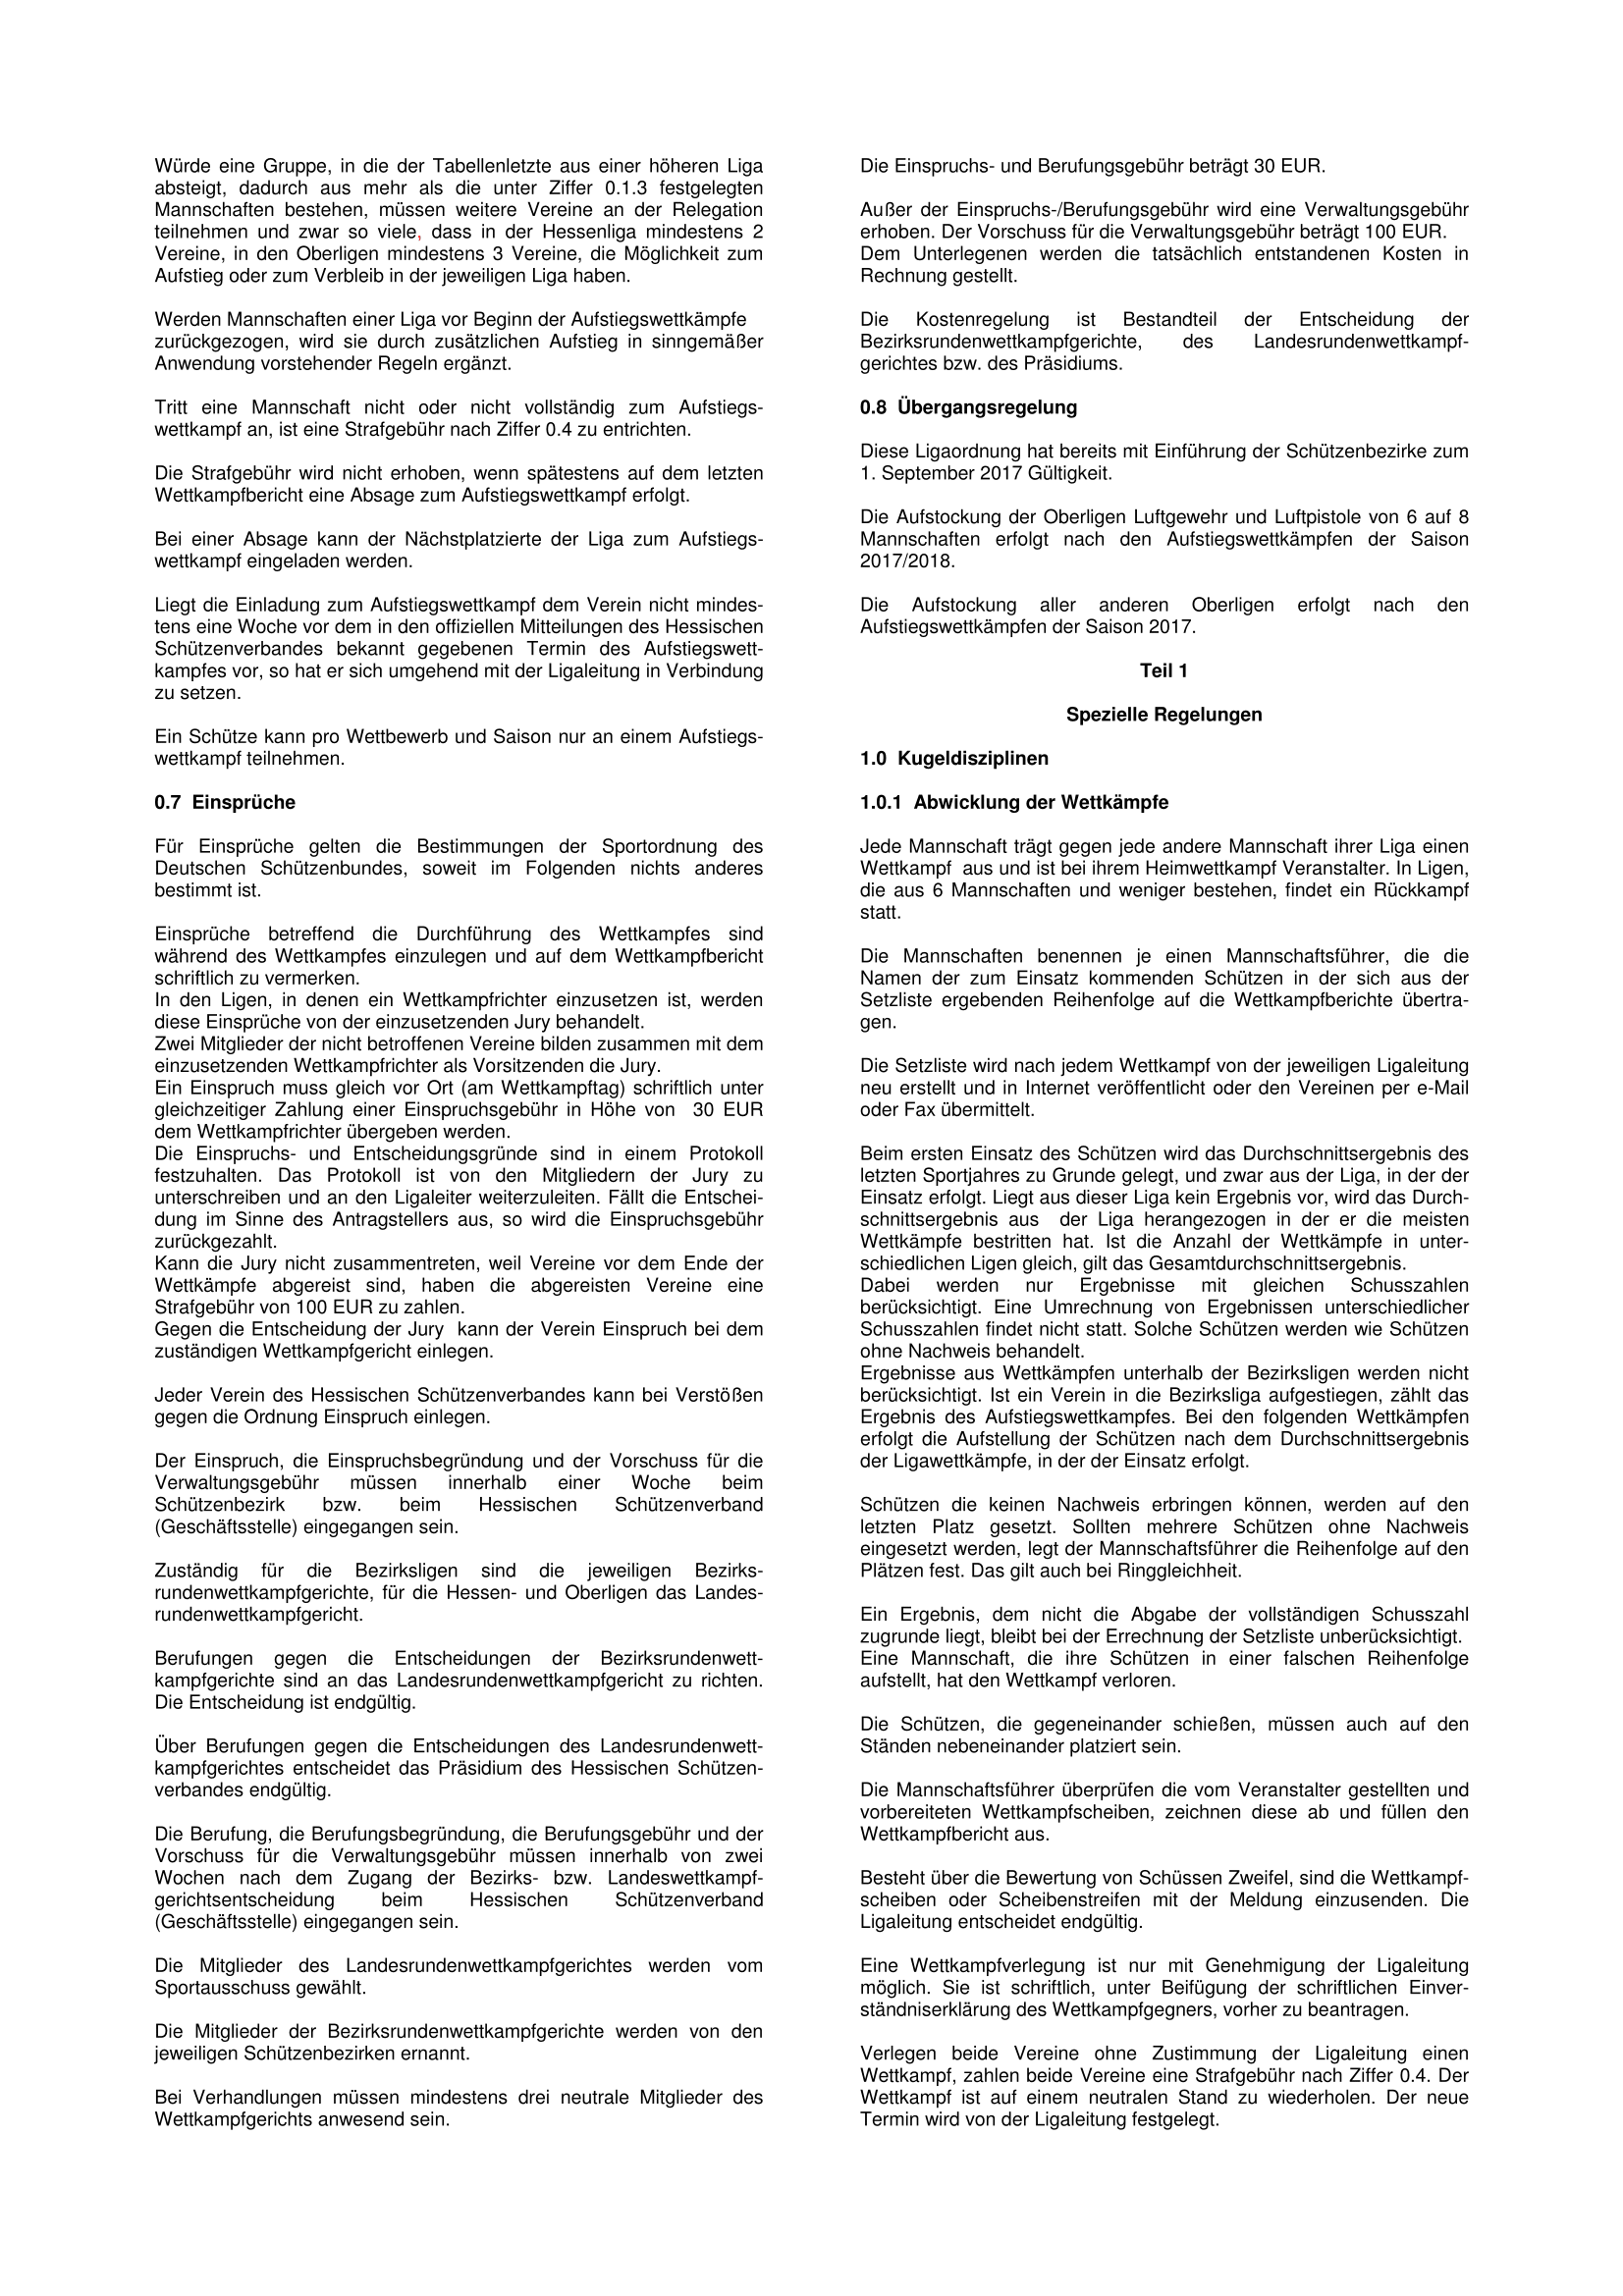 Würde eine Gruppe, in die der Tabellenletzte aus einer höheren Liga
absteigt, dadurch aus mehr als die unter Ziffer 0.1.3 festgelegten
Mannschaften bestehen, müssen weitere Vereine an der Relegation
teilnehmen und zwar so viele, dass in der Hessenliga mindestens 2
Vereine, in den Oberligen mindestens 3 Vereine, die Möglichkeit zum
Aufstieg oder zum Verbleib in der jeweiligen Liga haben.
Werden Mannschaften einer Liga vor Beginn der Aufstiegswettkämpfe
zurückgezogen, wird sie durch zusätzlichen Aufstieg in sinngemäßer
Anwendung vorstehender Regeln ergänzt.
Tritt eine Mannschaft nicht oder nicht vollständig zum Aufstiegs-
wettkampf an, ist eine Strafgebühr nach Ziffer 0.4 zu entrichten.
Die Strafgebühr wird nicht erhoben, wenn spätestens auf dem letzten
Wettkampfbericht eine Absage zum Aufstiegswettkampf erfolgt.
Bei einer Absage kann der Nächstplatzierte der Liga zum Aufstiegs-
wettkampf eingeladen werden.
Liegt die Einladung zum Aufstiegswettkampf dem Verein nicht mindes-
tens eine Woche vor dem in den offiziellen Mitteilungen des Hessischen
Schützenverbandes bekannt gegebenen Termin des Aufstiegswett-
kampfes vor, so hat er sich umgehend mit der Ligaleitung in Verbindung
zu setzen.
Ein Schütze kann pro Wettbewerb und Saison nur an einem Aufstiegs-
wettkampf teilnehmen.
0.7 Einsprüche
Für Einsprüche gelten die Bestimmungen der Sportordnung des
Deutschen Schützenbundes, soweit im Folgenden nichts anderes
bestimmt ist.
Einsprüche betreffend die Durchführung des Wettkampfes sind
während des Wettkampfes einzulegen und auf dem Wettkampfbericht
schriftlich zu vermerken.
In den Ligen, in denen ein Wettkampfrichter einzusetzen ist, werden
diese Einsprüche von der einzusetzenden Jury behandelt.
Zwei Mitglieder der nicht betroffenen Vereine bilden zusammen mit dem
einzusetzenden Wettkampfrichter als Vorsitzenden die Jury.
Ein Einspruch muss gleich vor Ort (am Wettkampftag) schriftlich unter
gleichzeitiger Zahlung einer Einspruchsgebühr in Höhe von 30 EUR
dem Wettkampfrichter übergeben werden.
Die Einspruchs- und Entscheidungsgründe sind in einem Protokoll
festzuhalten. Das Protokoll ist von den Mitgliedern der Jury zu
unterschreiben und an den Ligaleiter weiterzuleiten. Fällt die Entschei-
dung im Sinne des Antragstellers aus, so wird die Einspruchsgebühr
zurückgezahlt.
Kann die Jury nicht zusammentreten, weil Vereine vor dem Ende der
Wettkämpfe abgereist sind, haben die abgereisten Vereine eine
Strafgebühr von 100 EUR zu zahlen.
Gegen die Entscheidung der Jury kann der Verein Einspruch bei dem
zuständigen Wettkampfgericht einlegen.
Jeder Verein des Hessischen Schützenverbandes kann bei Verstößen
gegen die Ordnung Einspruch einlegen.
Der Einspruch, die Einspruchsbegründung und der Vorschuss für die
Verwaltungsgebühr müssen innerhalb einer Woche beim
Schützenbezirk bzw. beim Hessischen Schützenverband
(Geschäftsstelle) eingegangen sein.
Zuständig für die Bezirksligen sind die jeweiligen Bezirks-
rundenwettkampfgerichte, für die Hessen- und Oberligen das Landes-
rundenwettkampfgericht.
Berufungen gegen die Entscheidungen der Bezirksrundenwett-
kampfgerichte sind an das Landesrundenwettkampfgericht zu richten.
Die Entscheidung ist endgültig.
Über Berufungen gegen die Entscheidungen des Landesrundenwett-
kampfgerichtes entscheidet das Präsidium des Hessischen Schützen-
verbandes endgültig.
Die Berufung, die Berufungsbegründung, die Berufungsgebühr und der
Vorschuss für die Verwaltungsgebühr müssen innerhalb von zwei
Wochen nach dem Zugang der Bezirks- bzw. Landeswettkampf-
gerichtsentscheidung beim Hessischen Schützenverband
(Geschäftsstelle) eingegangen sein.
Die Mitglieder des Landesrundenwettkampfgerichtes werden vom
Sportausschuss gewählt.
Die Mitglieder der Bezirksrundenwettkampfgerichte werden von den
jeweiligen Schützenbezirken ernannt.
Bei Verhandlungen müssen mindestens drei neutrale Mitglieder des
Wettkampfgerichts anwesend sein.
Die Einspruchs- und Berufungsgebühr beträgt 30 EUR.
Außer der Einspruchs-/Berufungsgebühr wird eine Verwaltungsgebühr
erhoben. Der Vorschuss für die Verwaltungsgebühr beträgt 100 EUR.
Dem Unterlegenen werden die tatsächlich entstandenen Kosten in
Rechnung gestellt.
Die Kostenregelung ist Bestandteil der Entscheidung der
Bezirksrundenwettkampfgerichte, des Landesrundenwettkampf-
gerichtes bzw. des Präsidiums.
0.8 Übergangsregelung
Diese Ligaordnung hat bereits mit Einführung der Schützenbezirke zum
1. September 2017 Gültigkeit.
Die Aufstockung der Oberligen Luftgewehr und Luftpistole von 6 auf 8
Mannschaften erfolgt nach den Aufstiegswettkämpfen der Saison
2017/2018.
Die Aufstockung aller anderen Oberligen erfolgt nach den
Aufstiegswettkämpfen der Saison 2017.
Teil 1
Spezielle Regelungen
1.0 Kugeldisziplinen
1.0.1 Abwicklung der Wettkämpfe
Jede Mannschaft trägt gegen jede andere Mannschaft ihrer Liga einen
Wettkampf aus und ist bei ihrem Heimwettkampf Veranstalter. In Ligen,
die aus 6 Mannschaften und weniger bestehen, findet ein Rückkampf
statt.
Die Mannschaften benennen je einen Mannschaftsführer, die die
Namen der zum Einsatz kommenden Schützen in der sich aus der
Setzliste ergebenden Reihenfolge auf die Wettkampfberichte übertra-
gen.
Die Setzliste wird nach jedem Wettkampf von der jeweiligen Ligaleitung
neu erstellt und in Internet veröffentlicht oder den Vereinen per e-Mail
oder Fax übermittelt.
Beim ersten Einsatz des Schützen wird das Durchschnittsergebnis des
letzten Sportjahres zu Grunde gelegt, und zwar aus der Liga, in der der
Einsatz erfolgt. Liegt aus dieser Liga kein Ergebnis vor, wird das Durch-
schnittsergebnis aus der Liga herangezogen in der er die meisten
Wettkämpfe bestritten hat. Ist die Anzahl der Wettkämpfe in unter-
schiedlichen Ligen gleich, gilt das Gesamtdurchschnittsergebnis.
Dabei werden nur Ergebnisse mit gleichen Schusszahlen
berücksichtigt. Eine Umrechnung von Ergebnissen unterschiedlicher
Schusszahlen findet nicht statt. Solche Schützen werden wie Schützen
ohne Nachweis behandelt.
Ergebnisse aus Wettkämpfen unterhalb der Bezirksligen werden nicht
berücksichtigt. Ist ein Verein in die Bezirksliga aufgestiegen, zählt das
Ergebnis des Aufstiegswettkampfes. Bei den folgenden Wettkämpfen
erfolgt die Aufstellung der Schützen nach dem Durchschnittsergebnis
der Ligawettkämpfe, in der der Einsatz erfolgt.
Schützen die keinen Nachweis erbringen können, werden auf den
letzten Platz gesetzt. Sollten mehrere Schützen ohne Nachweis
eingesetzt werden, legt der Mannschaftsführer die Reihenfolge auf den
Plätzen fest. Das gilt auch bei Ringgleichheit.
Ein Ergebnis, dem nicht die Abgabe der vollständigen Schusszahl
zugrunde liegt, bleibt bei der Errechnung der Setzliste unberücksichtigt.
Eine Mannschaft, die ihre Schützen in einer falschen Reihenfolge
aufstellt, hat den Wettkampf verloren.
Die Schützen, die gegeneinander schießen, müssen auch auf den
Ständen nebeneinander platziert sein.
Die Mannschaftsführer überprüfen die vom Veranstalter gestellten und
vorbereiteten Wettkampfscheiben, zeichnen diese ab und füllen den
Wettkampfbericht aus.
Besteht über die Bewertung von Schüssen Zweifel, sind die Wettkampf-
scheiben oder Scheibenstreifen mit der Meldung einzusenden. Die
Ligaleitung entscheidet endgültig.
Eine Wettkampfverlegung ist nur mit Genehmigung der Ligaleitung
möglich. Sie ist schriftlich, unter Beifügung der schriftlichen Einver-
ständniserklärung des Wettkampfgegners, vorher zu beantragen.
Verlegen beide Vereine ohne Zustimmung der Ligaleitung einen
Wettkampf, zahlen beide Vereine eine Strafgebühr nach Ziffer 0.4. Der
Wettkampf ist auf einem neutralen Stand zu wiederholen. Der neue
Termin wird von der Ligaleitung festgelegt.